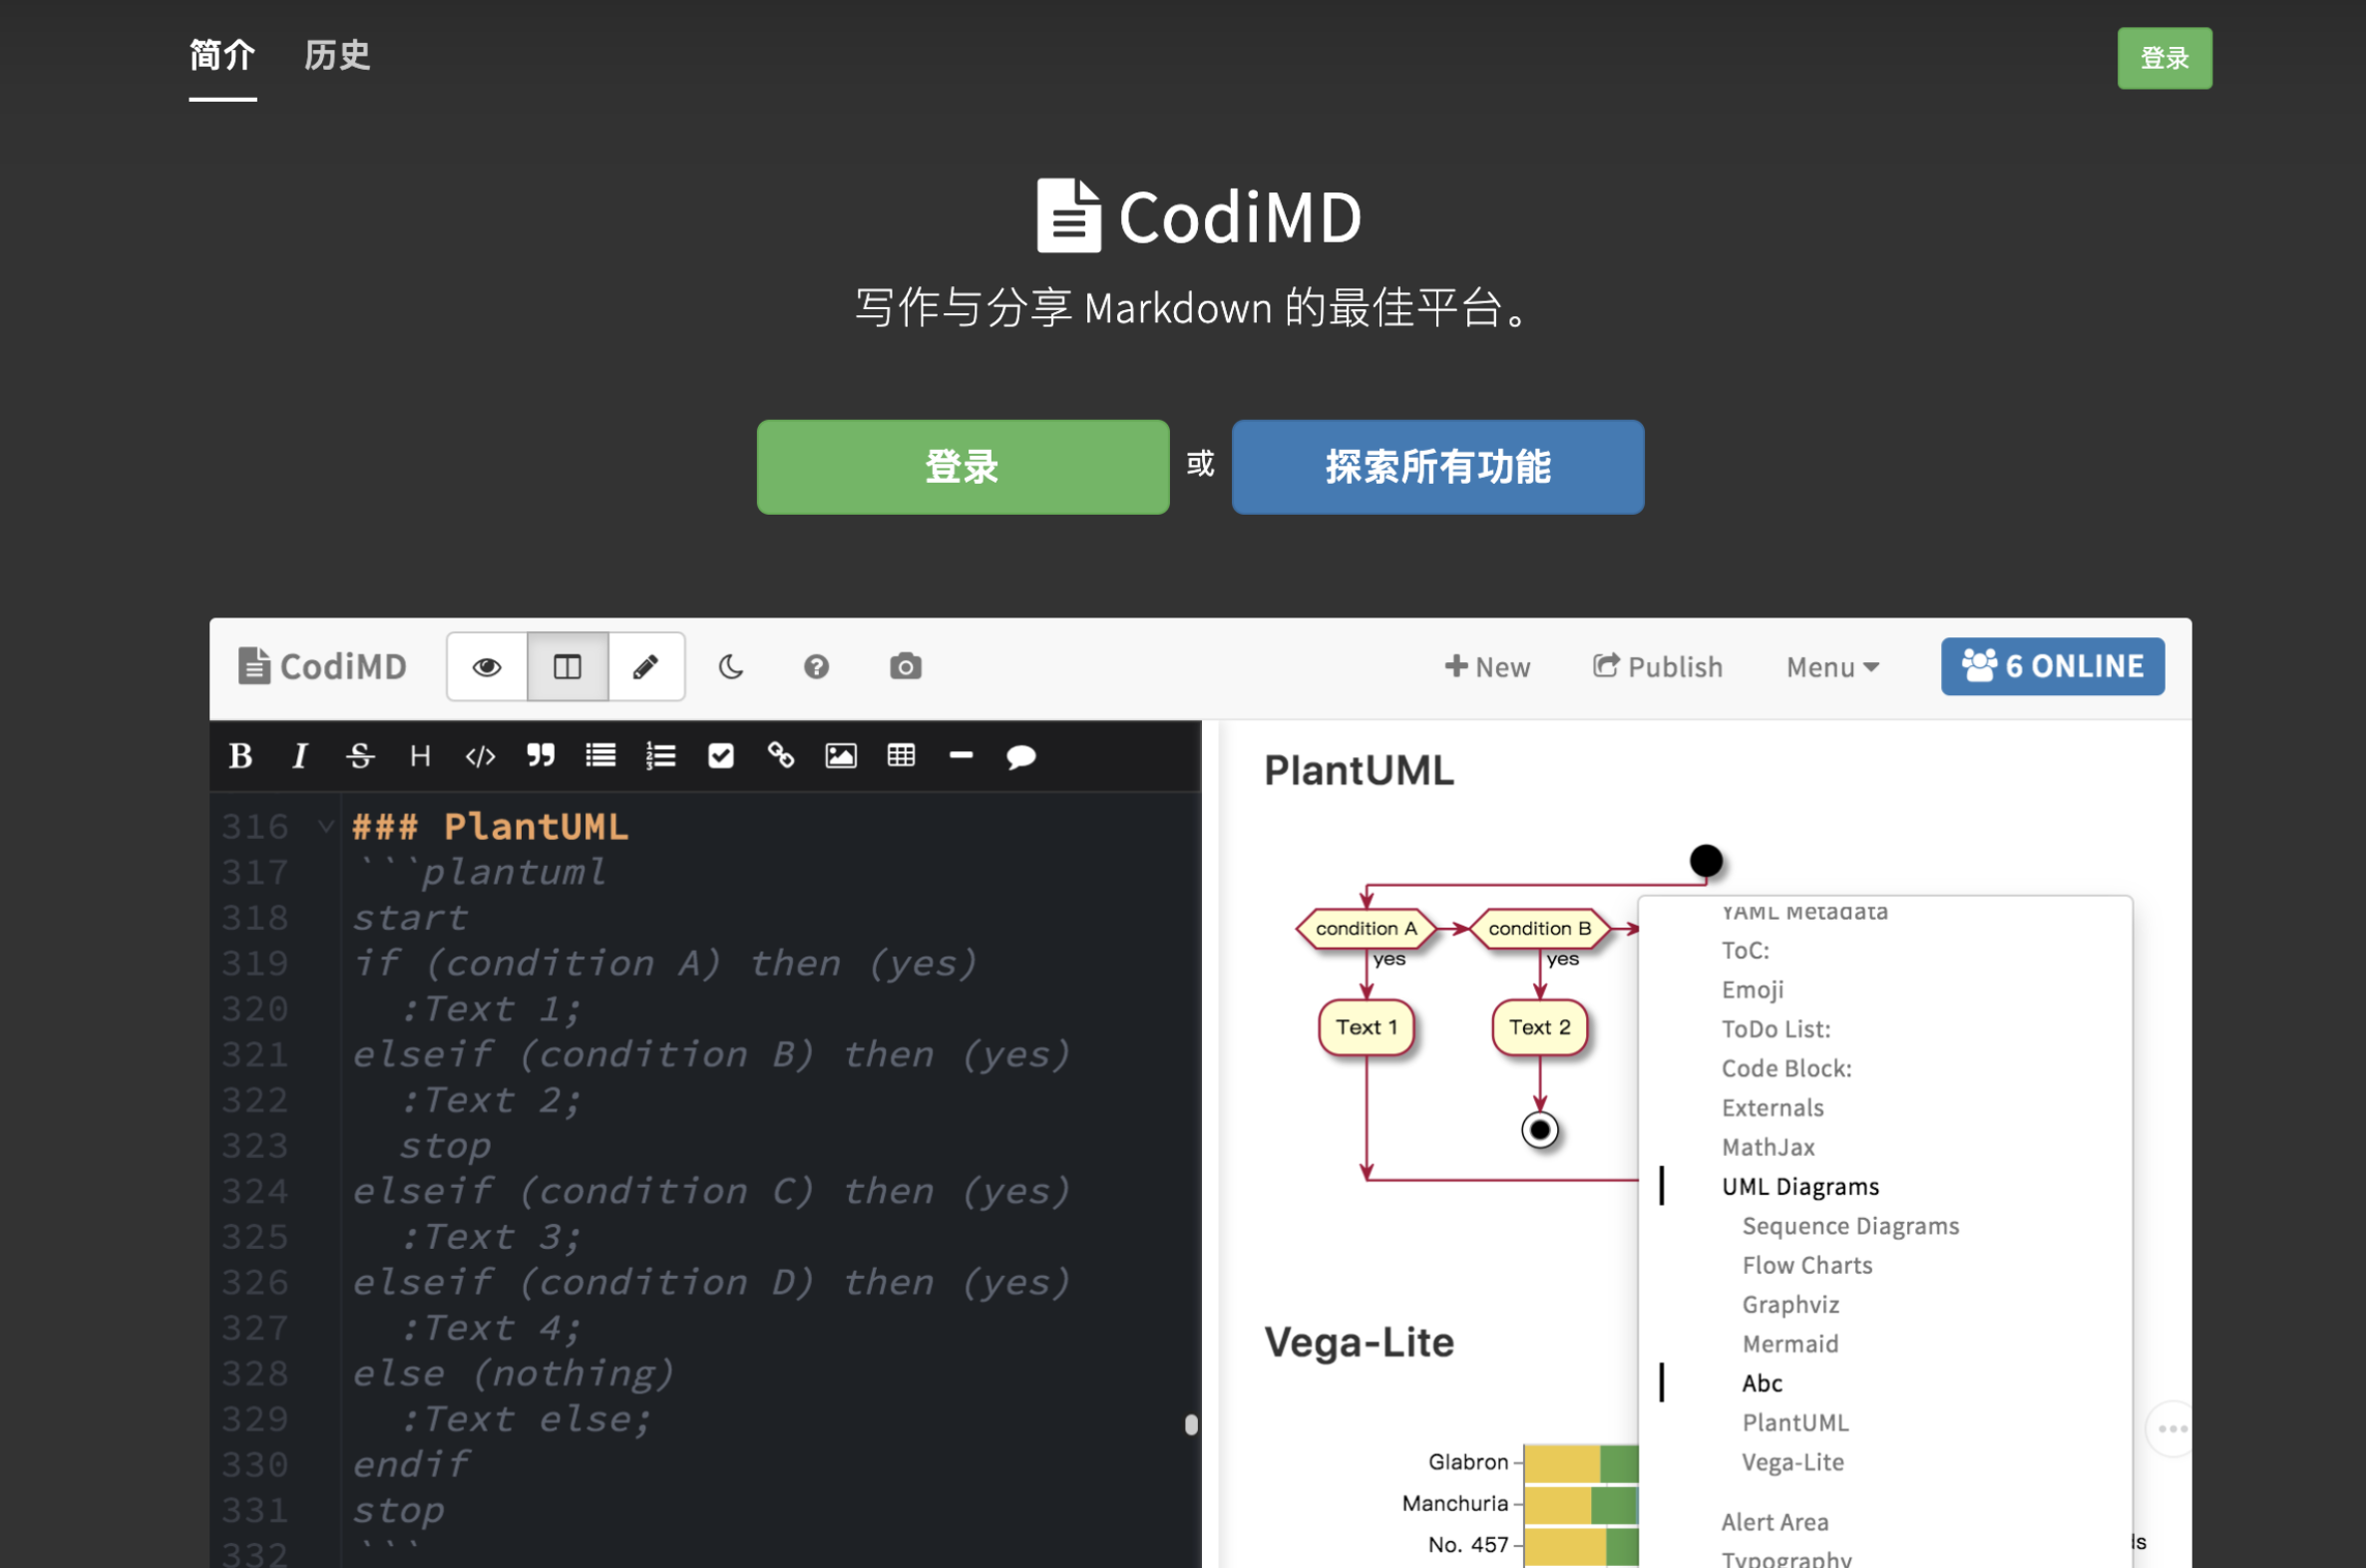 简介 历史 登录
CodiMD
写作与分享 Markdown 的最佳平台。
登录 或 探索所有功能
CodiMD New Publish Menu 6 ONLINE
B I S H </> ”
316 ### PlantUML
317 ```plantuml
318 start
319 if (condition A) then (yes)
320   :Text 1;
321 elseif (condition B) then (yes)
322   :Text 2;
323   stop
324 elseif (condition C) then (yes)
325   :Text 3;
326 elseif (condition D) then (yes)
327   :Text 4;
328 else (nothing)
329   :Text else;
330 endif
331 stop
332 ```
PlantUML
condition A condition B
yes yes
Text 1 Text 2
Vega-Lite
Glabron
Manchuria
No. 457
YAML Metadata
ToC:
Emoji
ToDo List:
Code Block:
Externals
MathJax
UML Diagrams
Sequence Diagrams
Flow Charts
Graphviz
Mermaid
Abc
PlantUML
Vega-Lite
Alert Area
Typography